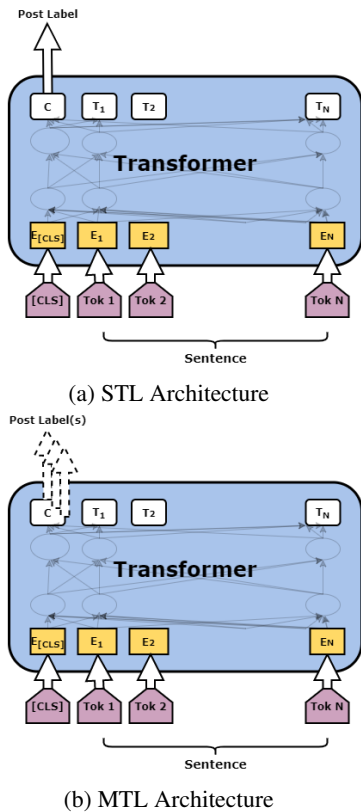 Post Label
C T1 T2 TN
Transformer
E[CLS] E1 E2 EN
[CLS] Tok 1 Tok 2 Tok N
Sentence
(a) STL Architecture
Post Label(s)
C T1 T2 TN
Transformer
E[CLS] E1 E2 EN
[CLS] Tok 1 Tok 2 Tok N
Sentence
(b) MTL Architecture